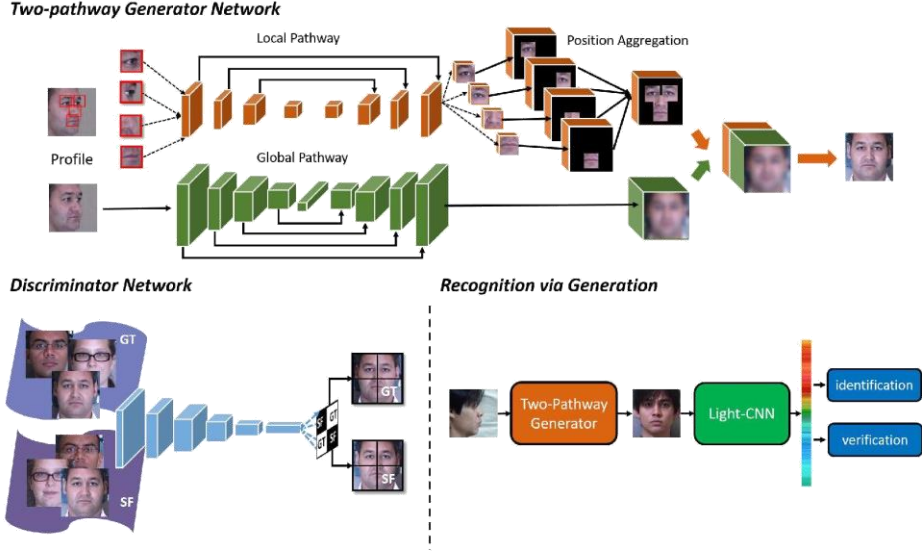 Two-pathway Generator Network
Local Pathway
Position Aggregation
Profile
Global Pathway
Discriminator Network
GT
SF
SF
GT
GT
SF
GT
SF
Recognition via Generation
Two-Pathway
Generator
Light-CNN
identification
verification